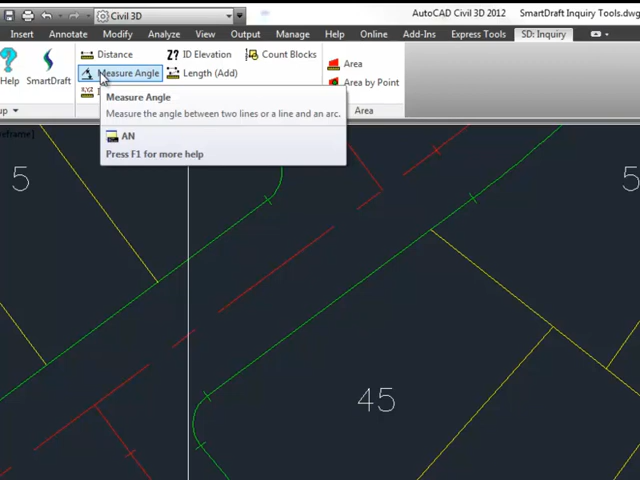 Civil 3D
AutoCAD Civil 3D 2012 SmartDraft Inquiry Tools.dwg
Insert Annotate Modify Analyze View Output Manage Help Online Add-Ins Express Tools SD: Inquiry
Distance ID Elevation Count Blocks
Help SmartDraft Measure Angle Length (Add) Area
Area by Point
Area
Measure Angle
Measure the angle between two lines or a line and an arc.
AN
Press F1 for more help
5
5
45